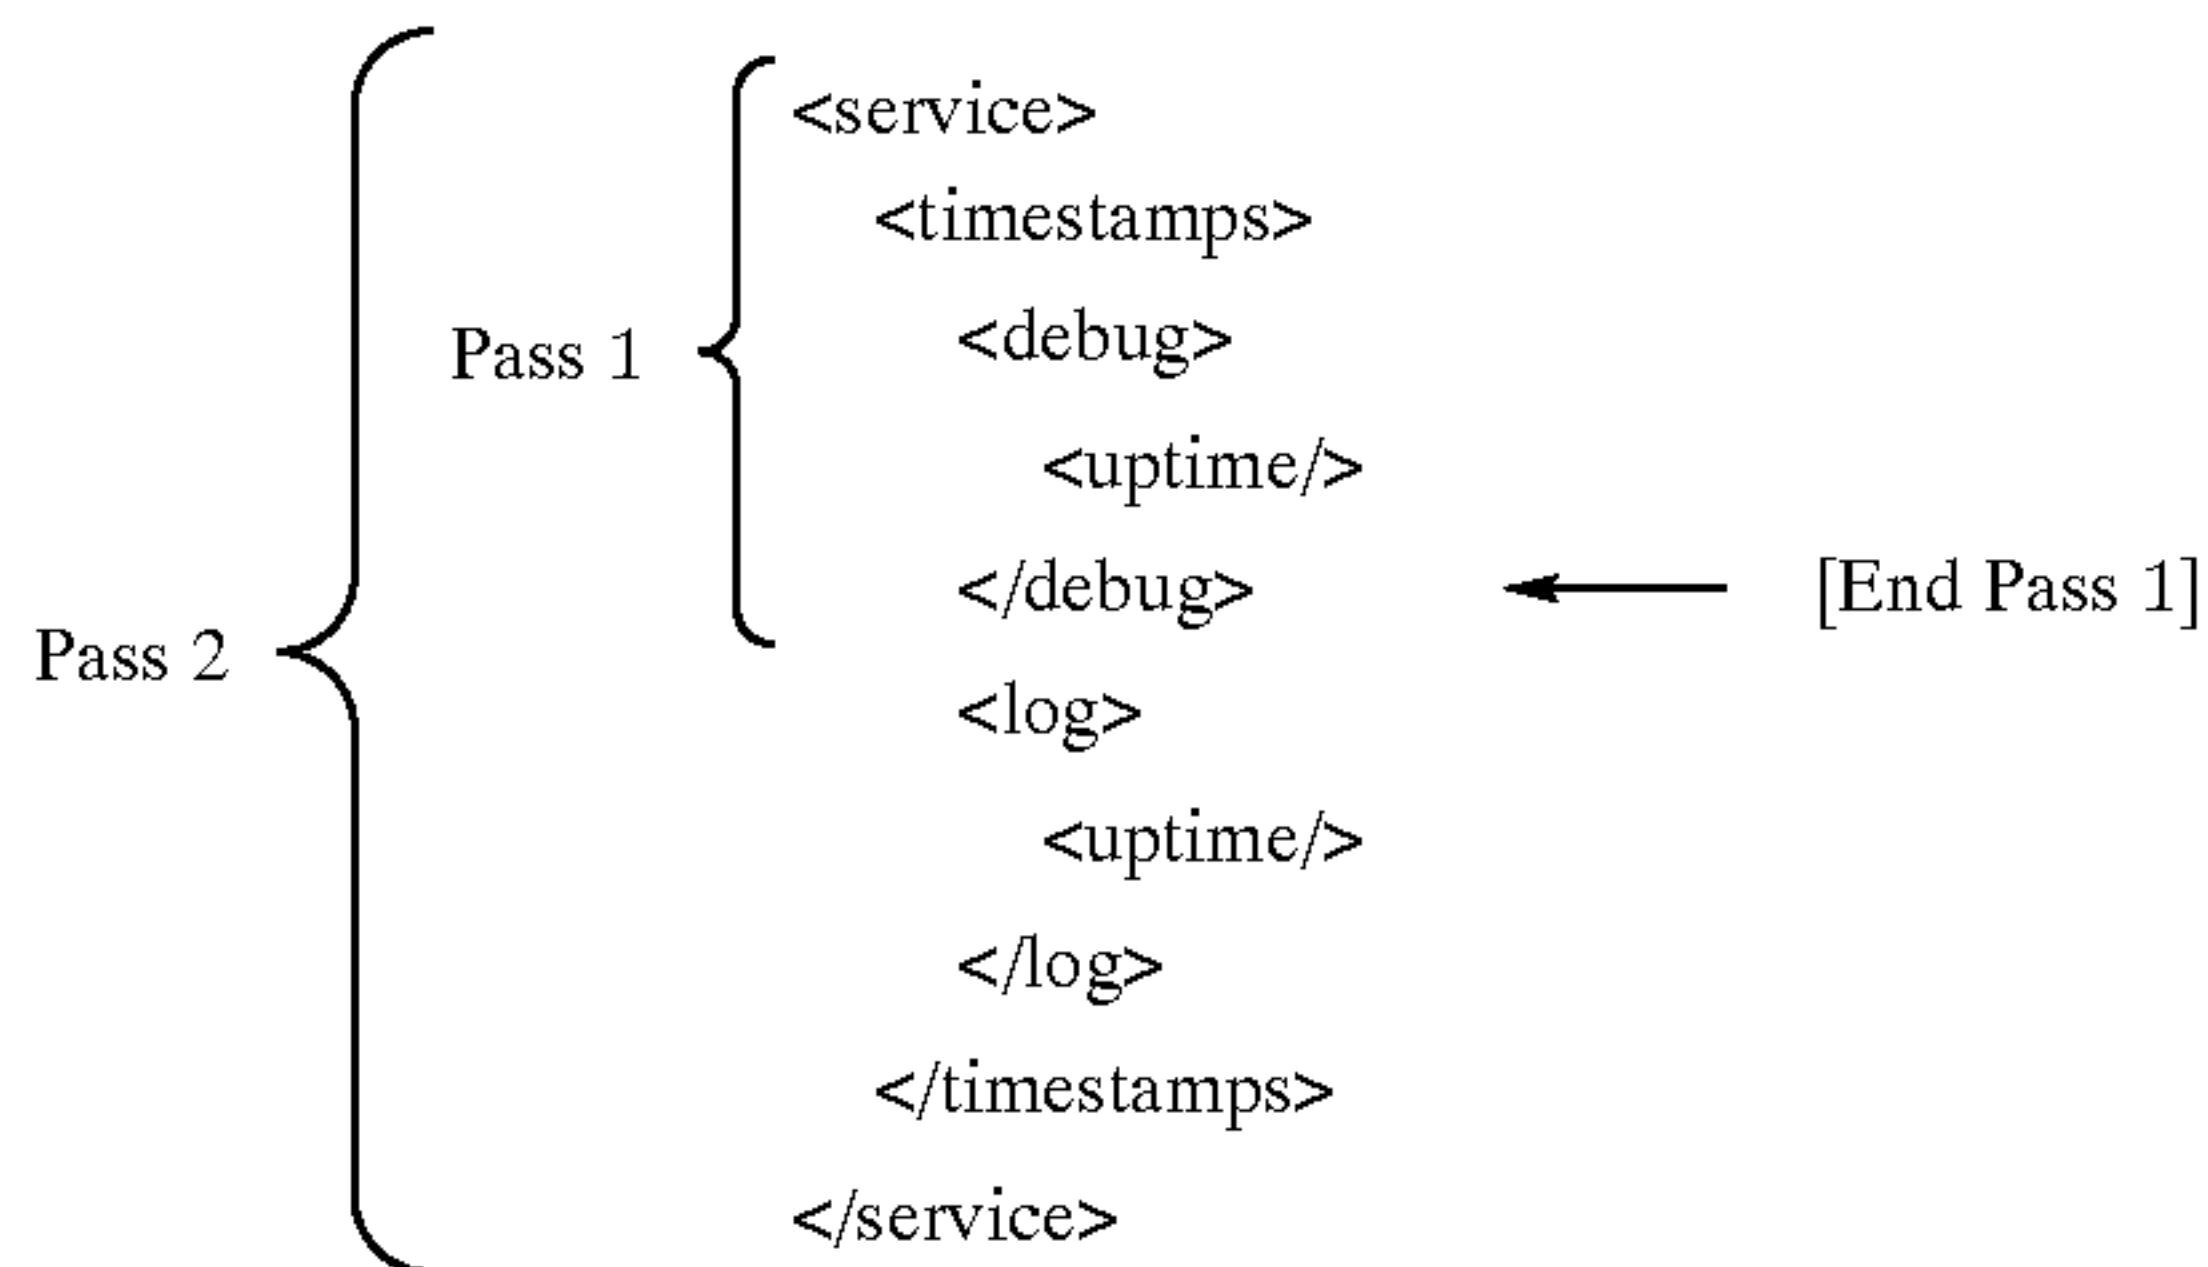 <service>
<timestamps>
<debug>
Pass 1
<uptime/>
</debug>
[End Pass 1]
Pass 2
<log>
<uptime/>
</log>
</timestamps>
</service>